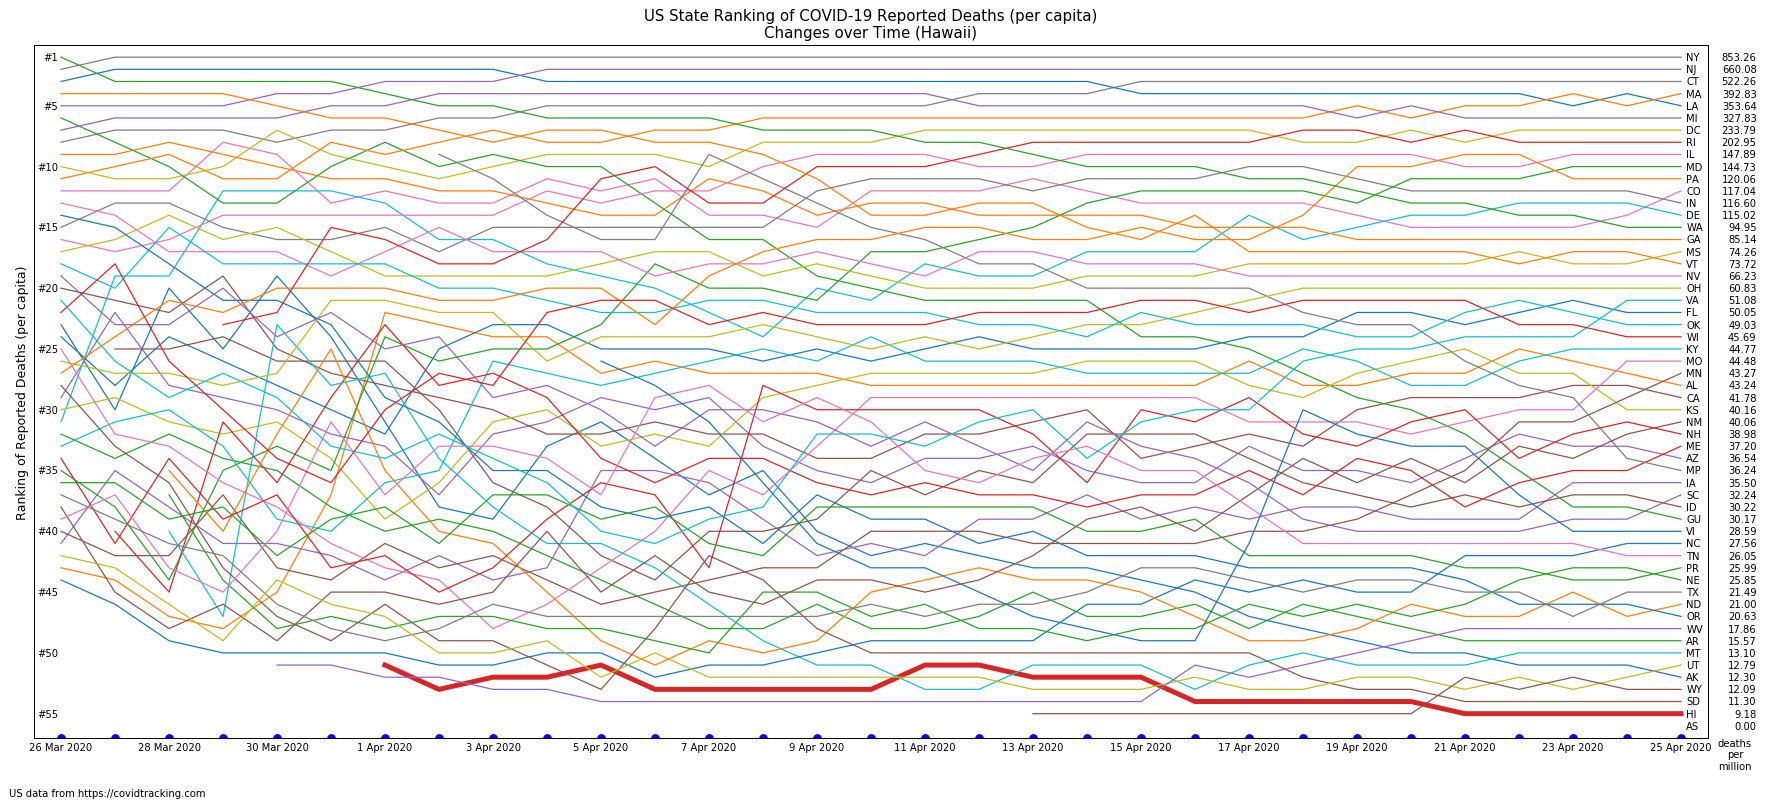 US State Ranking of COVID-19 Reported Deaths (per capita)
Changes over Time (Hawaii)
Ranking of Reported Deaths (per capita)
#1
#5
#10
#15
#20
#25
#30
#35
#40
#45
#50
#55
NY 853.26
NJ 660.08
CT 522.26
MA 392.83
LA 353.64
MI 327.83
DC 233.79
RI 202.95
IL 147.89
MD 144.73
PA 120.06
CO 117.04
IN 116.60
DE 115.02
WA 94.95
GA 85.14
MS 74.26
VT 73.72
NV 66.23
OH 60.83
VA 51.08
FL 50.05
OK 49.03
WI 45.69
KY 44.77
MO 44.48
MN 43.27
AL 43.24
CA 41.78
KS 40.16
NM 40.06
NH 38.98
ME 37.20
AZ 36.54
MP 36.24
IA 35.50
SC 32.24
ID 30.22
GU 30.17
VI 28.59
NC 27.56
TN 26.05
PR 25.99
NE 25.85
TX 21.49
ND 21.00
OR 20.63
WV 17.86
AR 15.57
MT 13.10
UT 12.79
AK 12.30
WY 12.09
SD 11.30
HI 9.18
AS 0.00
26 Mar 2020 28 Mar 2020 30 Mar 2020 1 Apr 2020 3 Apr 2020 5 Apr 2020 7 Apr 2020 9 Apr 2020 11 Apr 2020 13 Apr 2020 15 Apr 2020 17 Apr 2020 19 Apr 2020 21 Apr 2020 23 Apr 2020 25 Apr 2020
deaths
per
million
US data from https://covidtracking.com